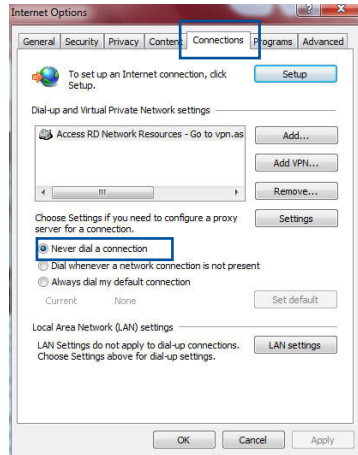 Internet Options
General Security Privacy Content Connections Programs Advanced
To set up an Internet connection, click
Setup.
Setup
Dial-up and Virtual Private Network settings
Access RD Network Resources - Go to vpn.as
Add...
Add VPN...
Remove...
Choose Settings if you need to configure a proxy
server for a connection.
Settings
Never dial a connection
Dial whenever a network connection is not present
Always dial my default connection
Current None
Set default
Local Area Network (LAN) settings
LAN Settings do not apply to dial-up connections.
Choose Settings above for dial-up settings.
LAN settings
OK Cancel Apply